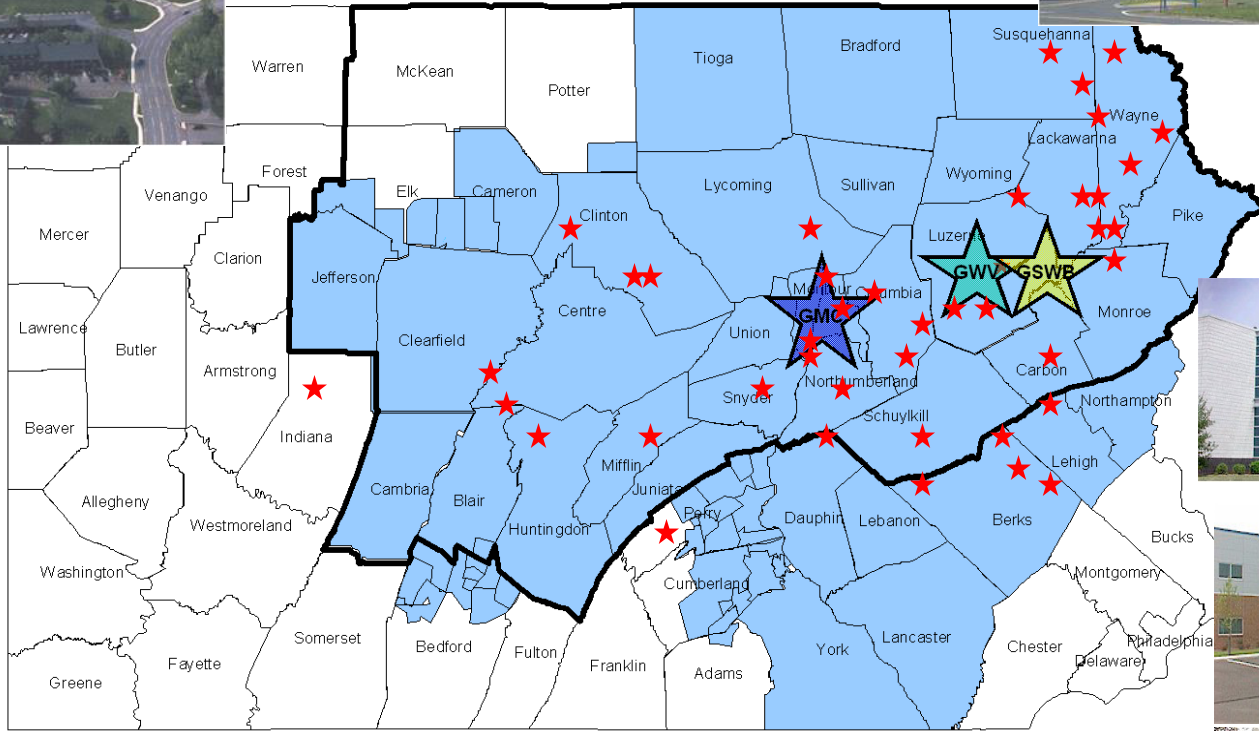 Susquehanna
Bradford
Tioga
Warren
McKean
Potter
Wayne
Lackawanna
Forest
Wyoming
Lycoming
Sullivan
Elk
Cameron
Venango
Clinton
Pike
Mercer
Luzerne
Clarion
Jefferson
GWV
GSWB
Montour
Columbia
Centre
Monroe
GMC
Lawrence
Union
Clearfield
Butler
Armstrong
Carbon
Northumberland
Snyder
Northampton
Schuylkill
Beaver
Indiana
Lehigh
Mifflin
Cambria
Juniata
Allegheny
Blair
Perry
Dauphin
Lebanon
Berks
Westmoreland
Huntingdon
Bucks
Washington
Montgomery
Cumberland
Somerset
Lancaster
Philadelphia
Bedford
Chester
York
Fulton
Delaware
Fayette
Franklin
Adams
Greene